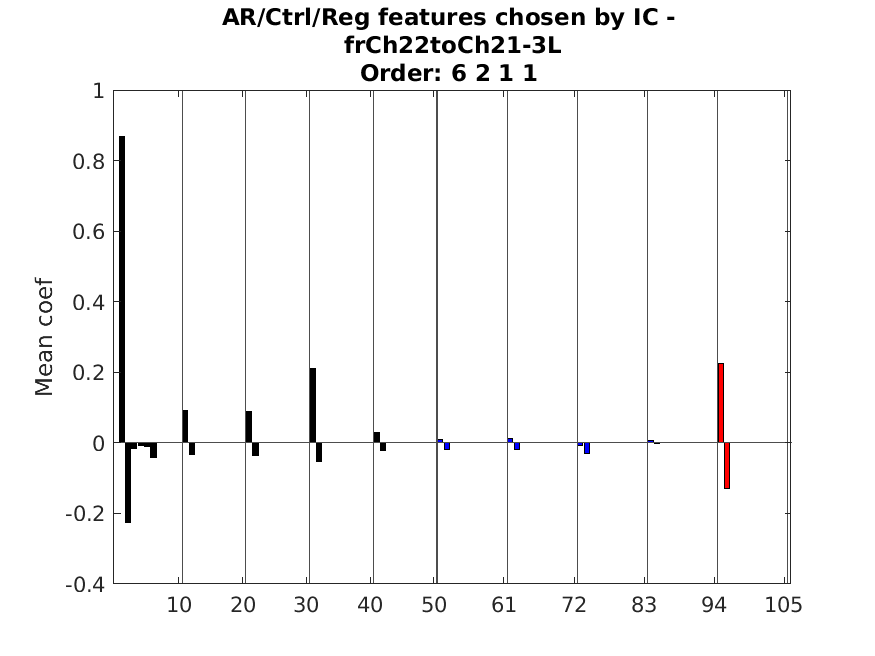 AR/Ctrl/Reg features chosen by IC -
frCh22toCh21-3L
Order: 6 2 1 1
1
0.8
0.6
0.4
0.2
0
-0.2
-0.4
Mean coef
10 20 30 40 50 61 72 83 94 105